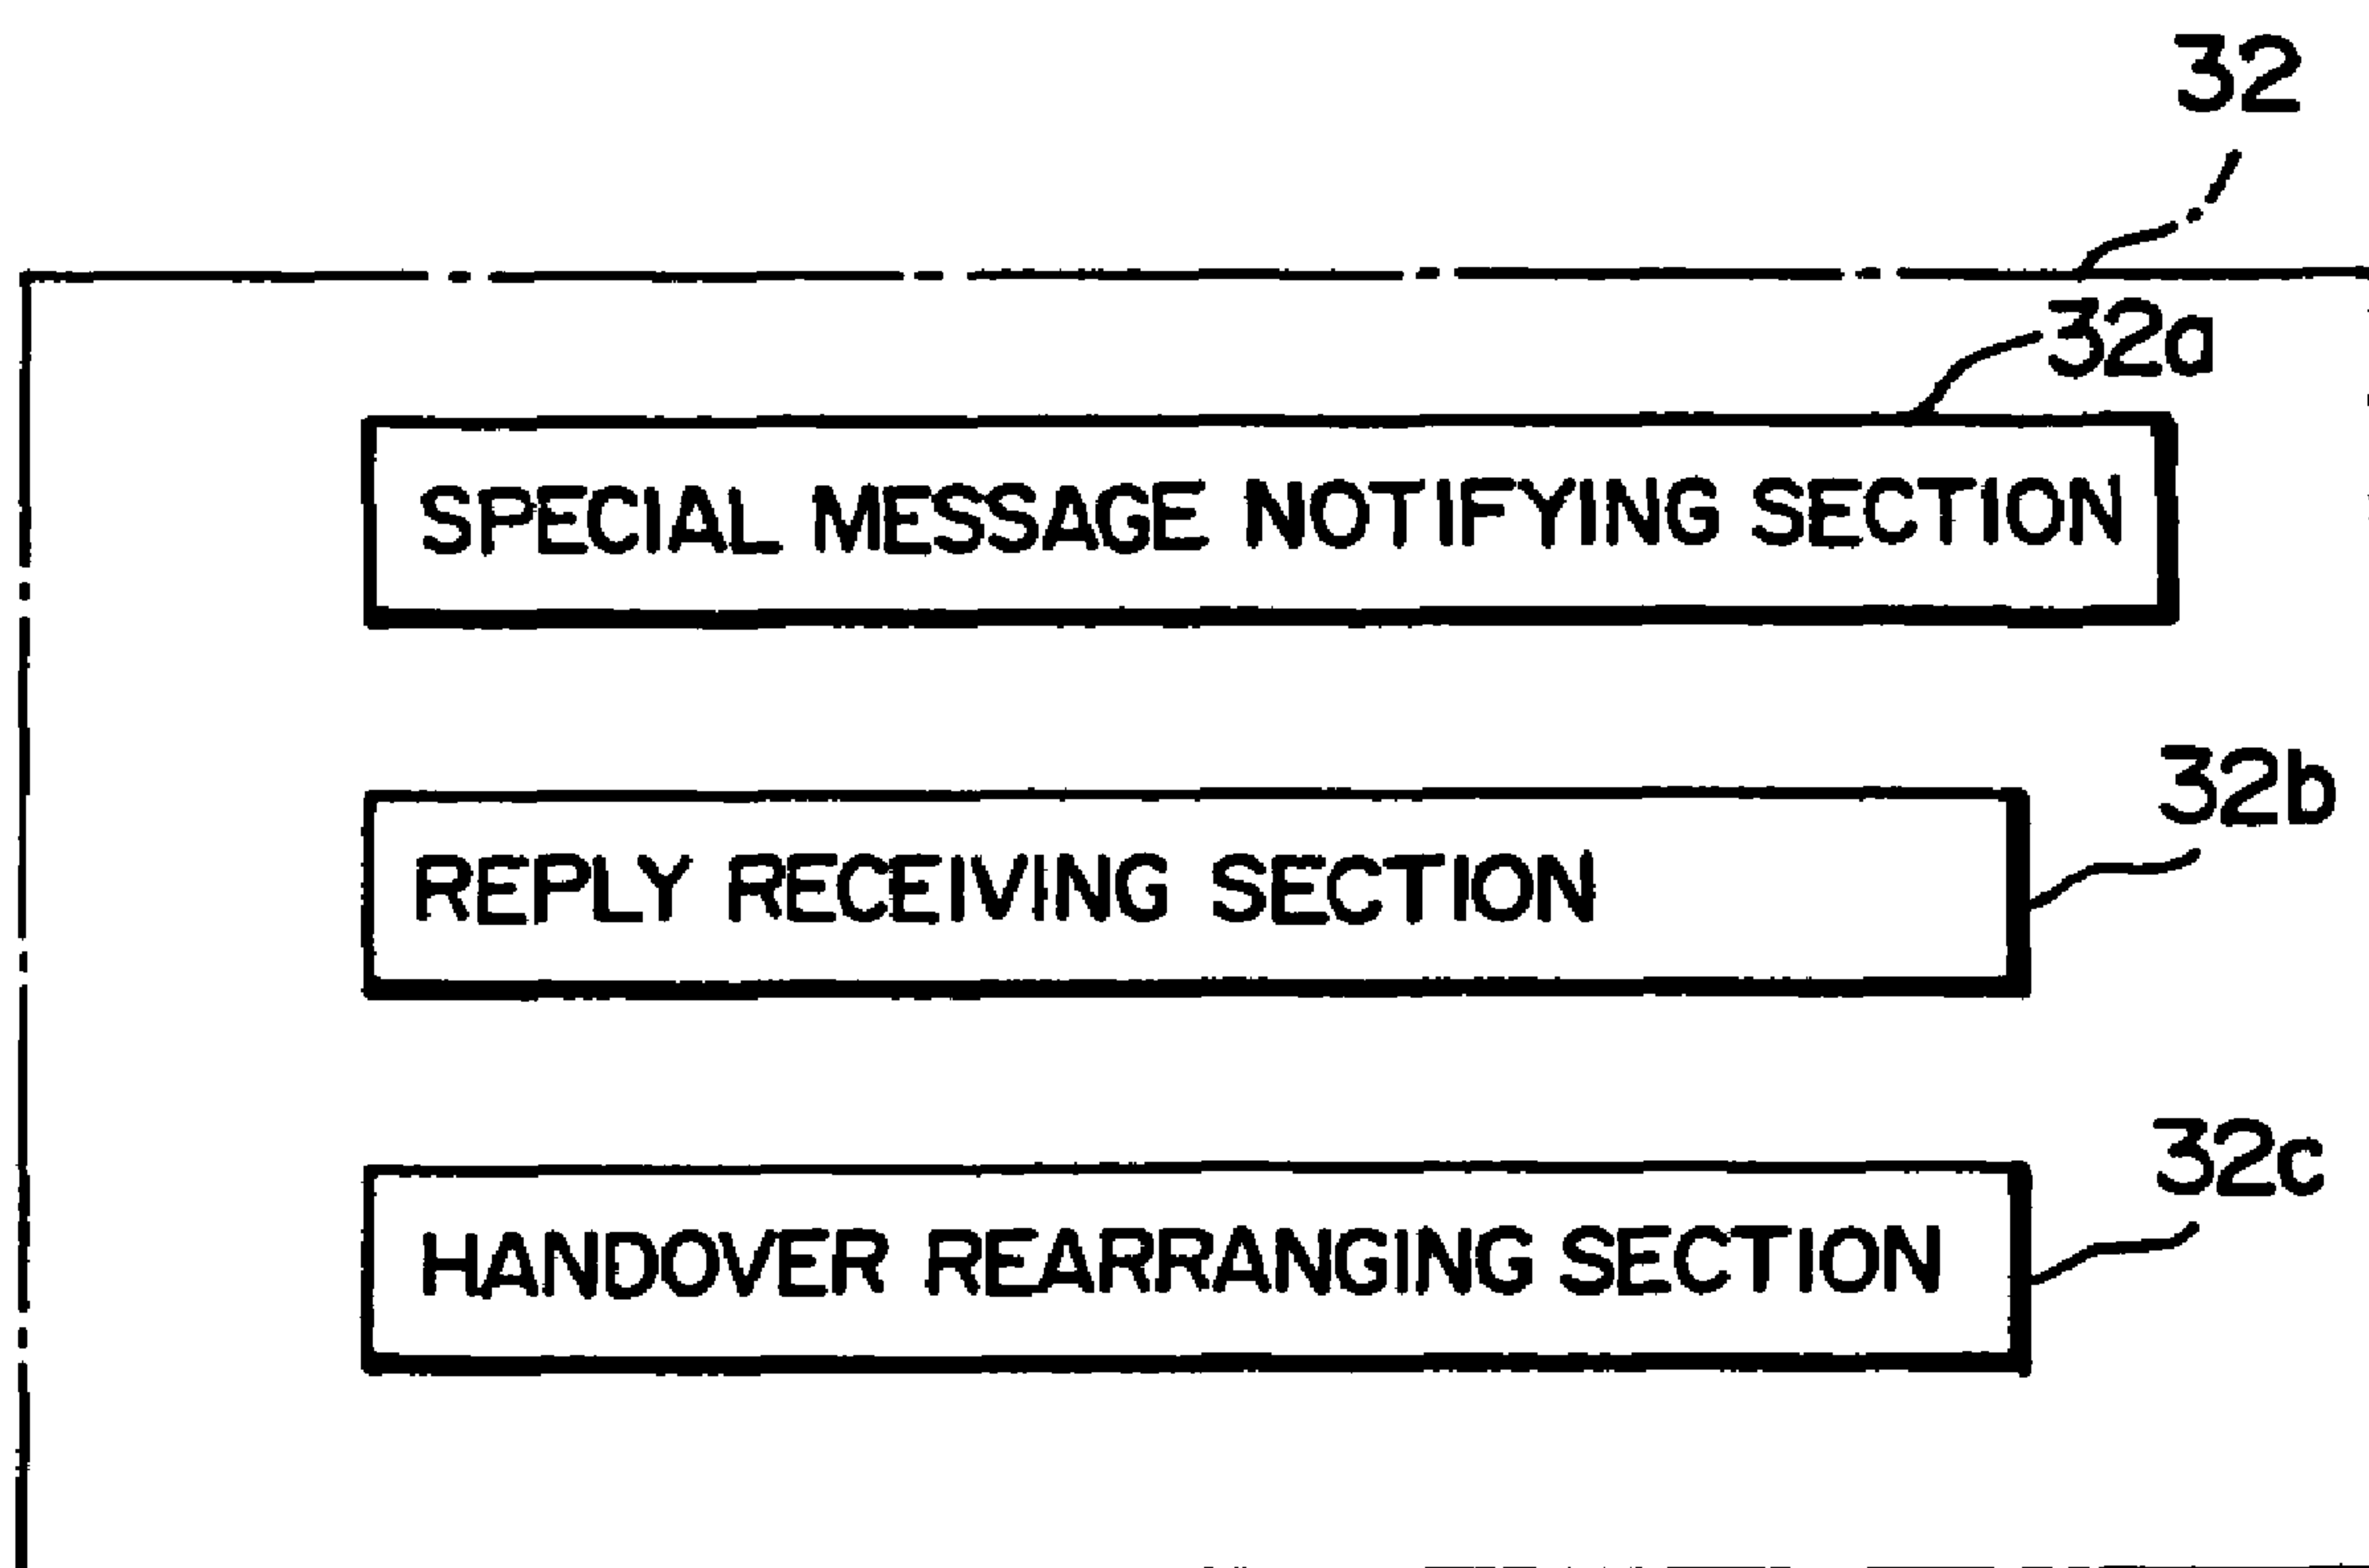 32
32a
SPECIAL MESSAGE NOTIFYING SECTION
32b
REPLY RECEIVING SECTION
32c
HANDOVER REARRANGING SECTION